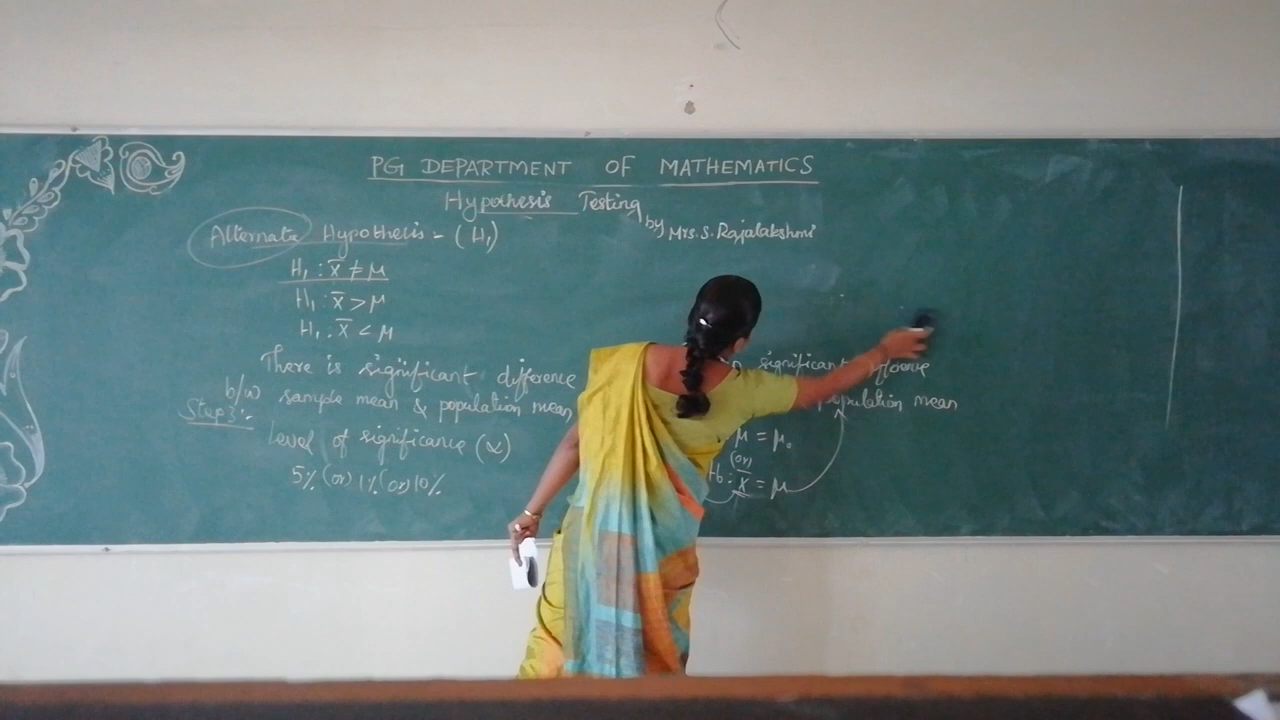 PG DEPARTMENT OF MATHEMATICS
Hypothesis Testing
by Mrs. S. Rajalakshmi
Alternate Hypothesis - (H₁)
H₁ : x̄ ≠ μ
H₁ : x̄ > μ
H₁ : x̄ < μ
There is significant difference
b/w sample mean & population mean
Step 3:-
Level of significance (α)
5% (or) 1% (or) 10%
significant
population mean
μ = μ₀
(or)
: x̄ = μ